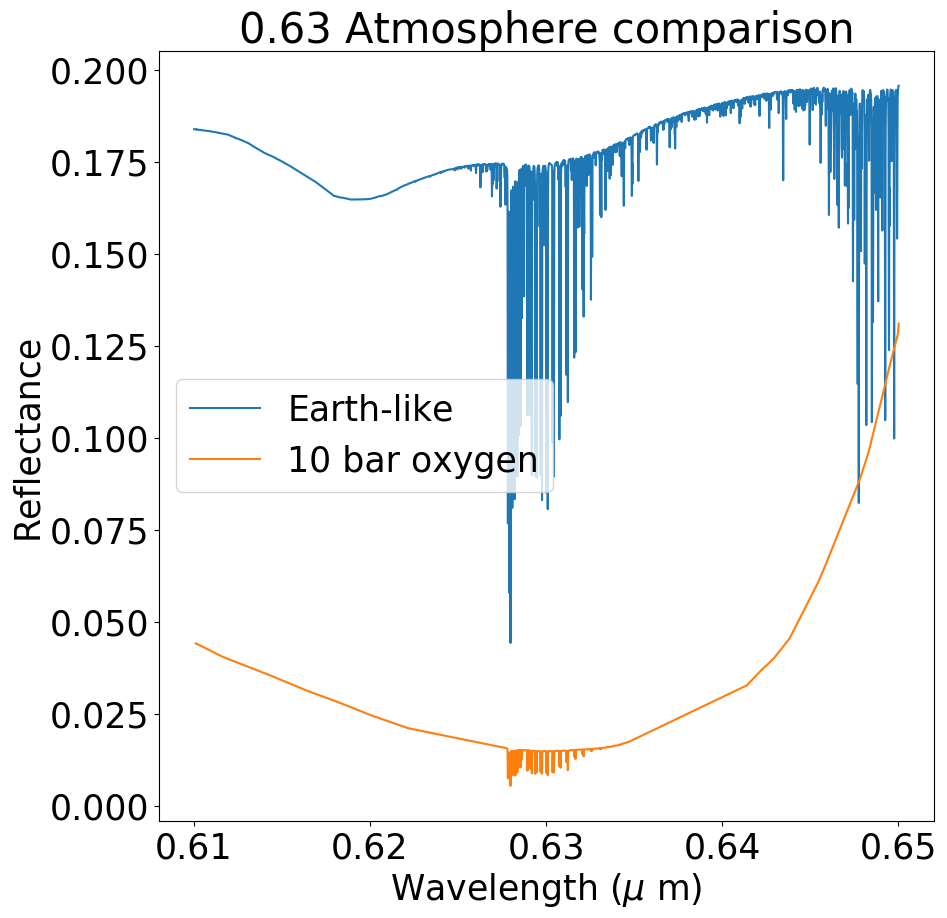 0.63 Atmosphere comparison
0.200
0.175
0.150
0.125
0.100
0.075
0.050
0.025
0.000
Reflectance
Earth-like
10 bar oxygen
0.61 0.62 0.63 0.64 0.65
Wavelength (μ m)